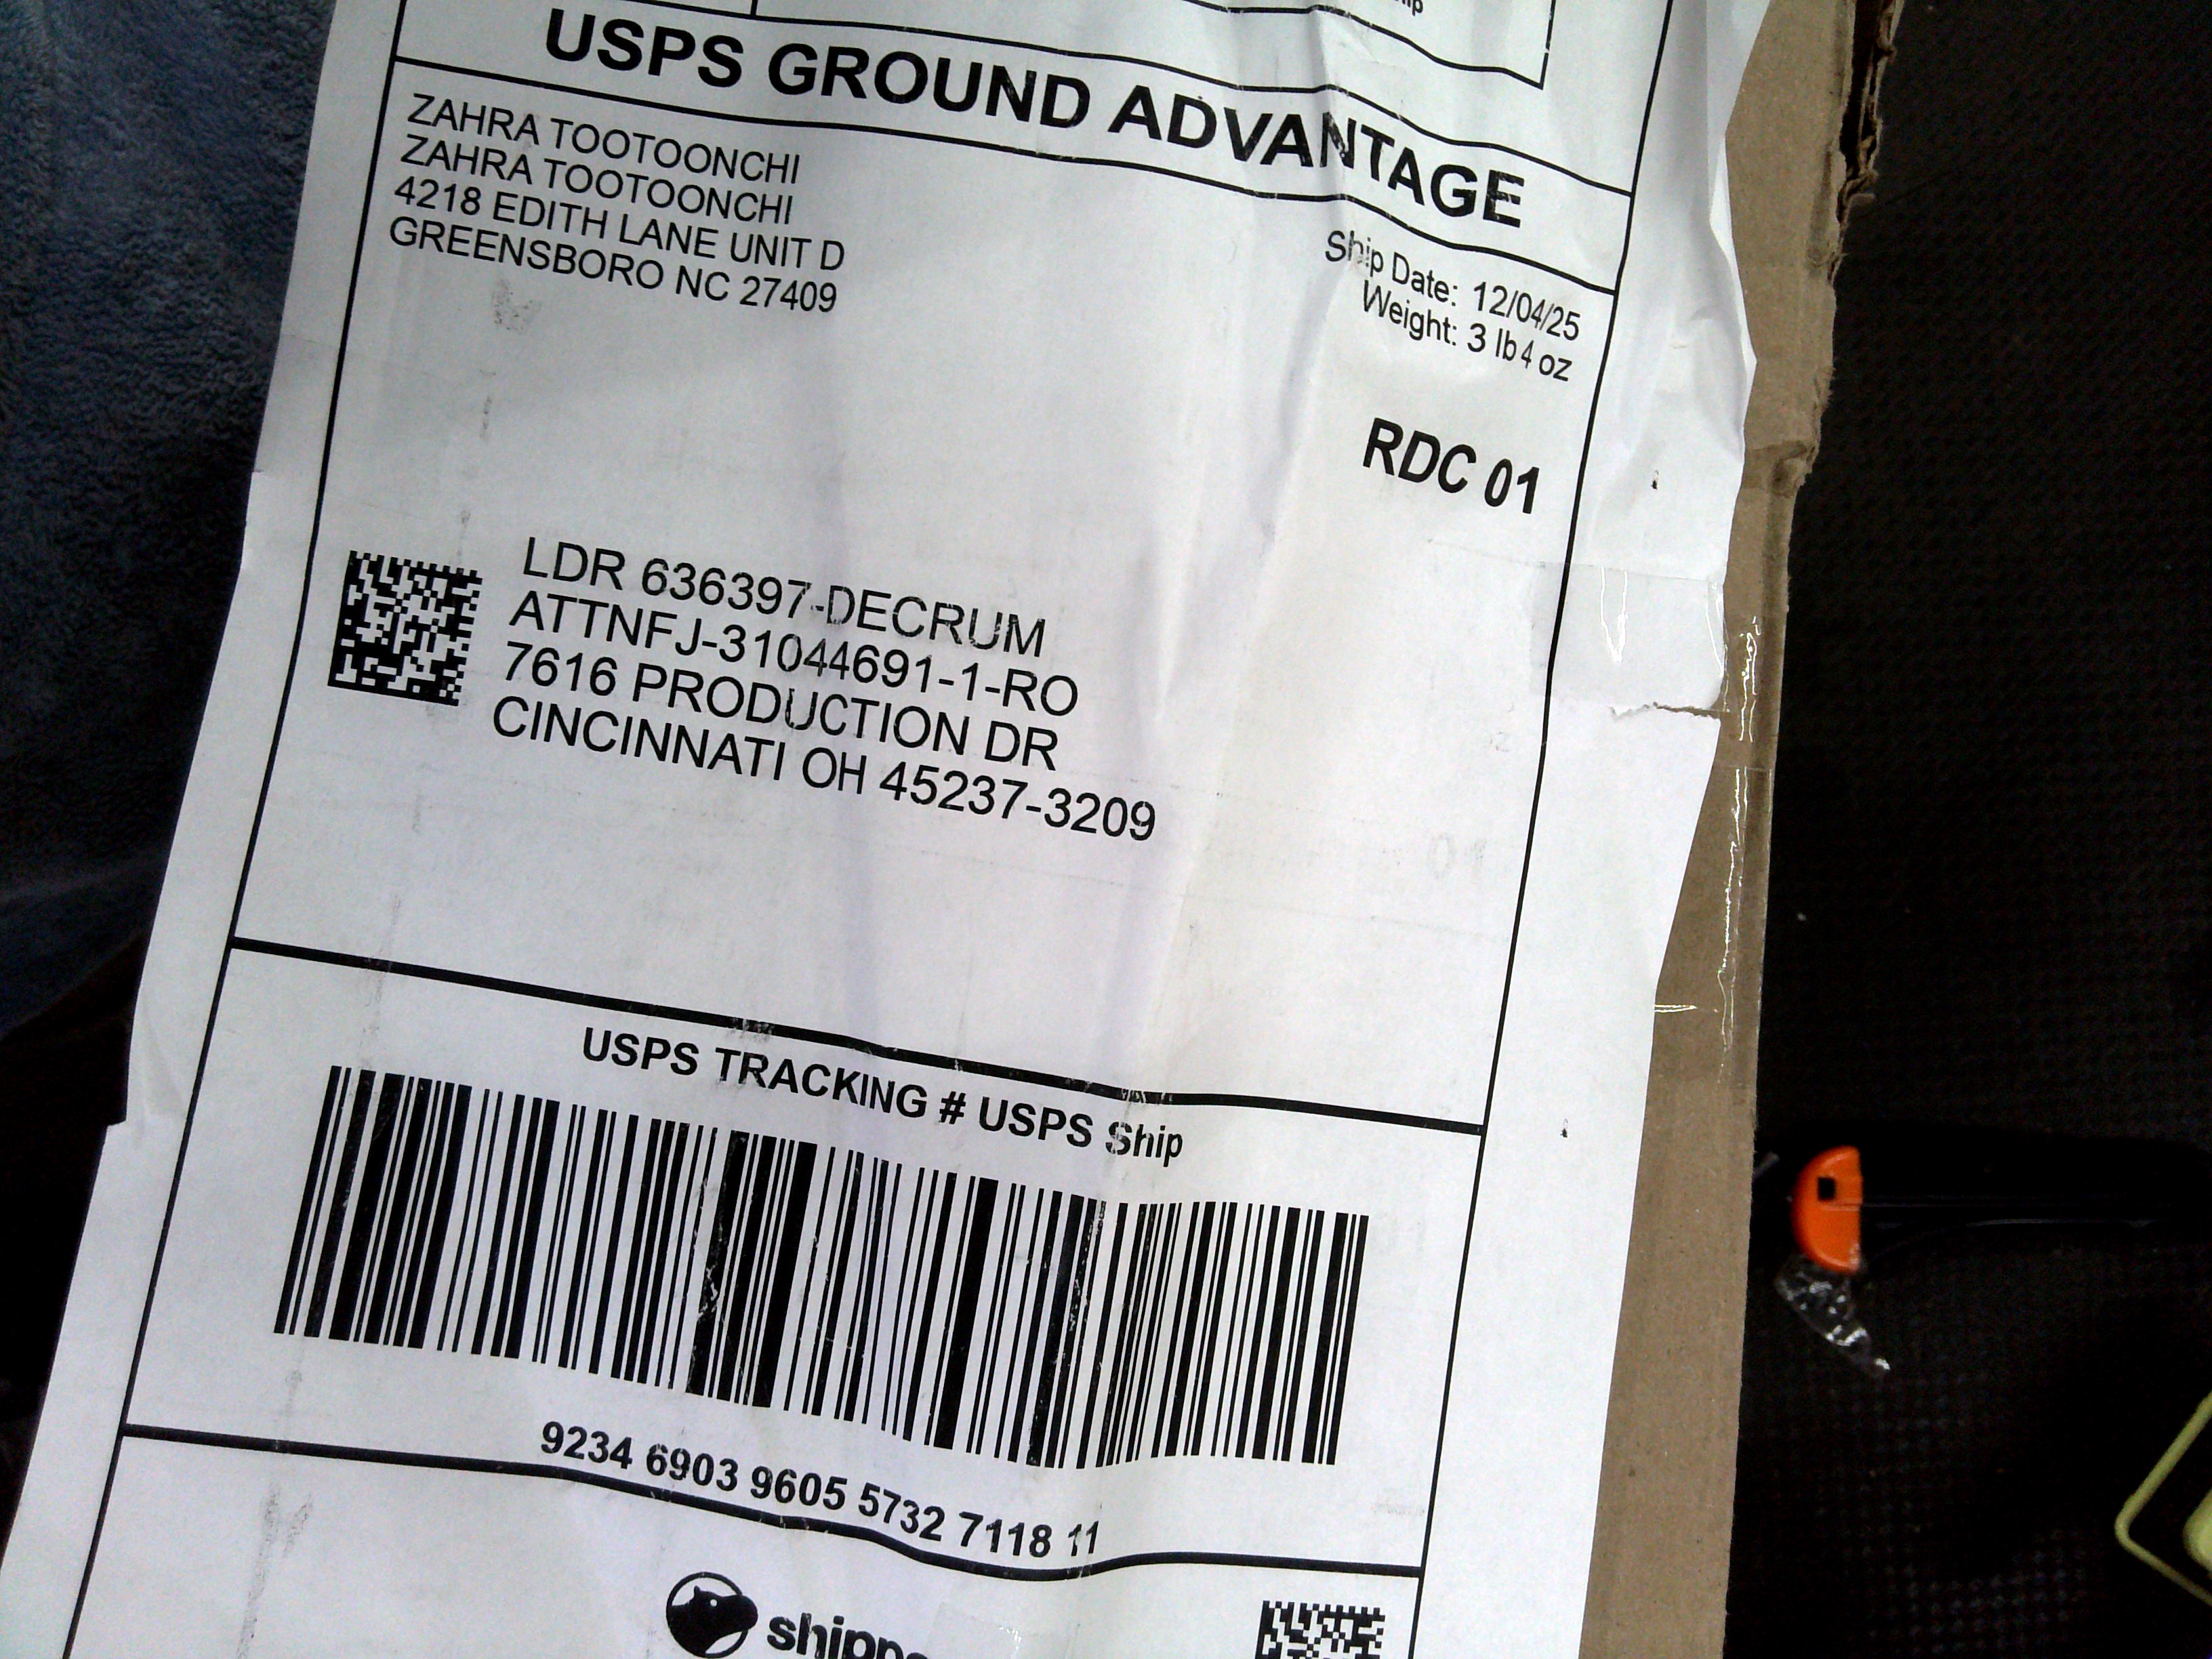 USPS GROUND ADVANTAGE
ZAHRA TOOTOONCHI
ZAHRA TOOTOONCHI
4218 EDITH LANE UNIT D
GREENSBORO NC 27409
Ship Date: 12/04/25
Weight: 3 lb 4 oz
RDC 01
LDR 636397-DECRUM
ATTNFJ-31044691-1-RO
7616 PRODUCTION DR
CINCINNATI OH 45237-3209
USPS TRACKING # USPS Ship
9234 6903 9605 5732 7118 11